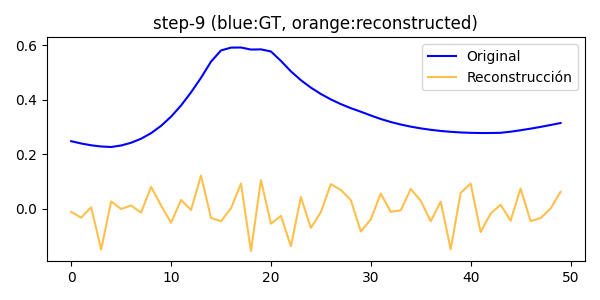 step-9 (blue:GT, orange:reconstructed)
Original
Reconstrucción
0.6
0.4
0.2
0.0
0 10 20 30 40 50